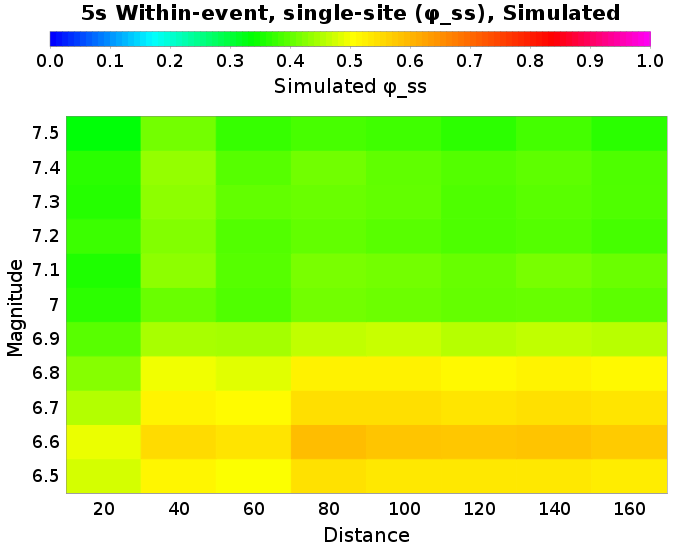 5s Within-event, single-site (φ_ss), Simulated
0.0 0.1 0.2 0.3 0.4 0.5 0.6 0.7 0.8 0.9 1.0
Simulated φ_ss
Magnitude
7.5
7.4
7.3
7.2
7.1
7
6.9
6.8
6.7
6.6
6.5
20 40 60 80 100 120 140 160
Distance